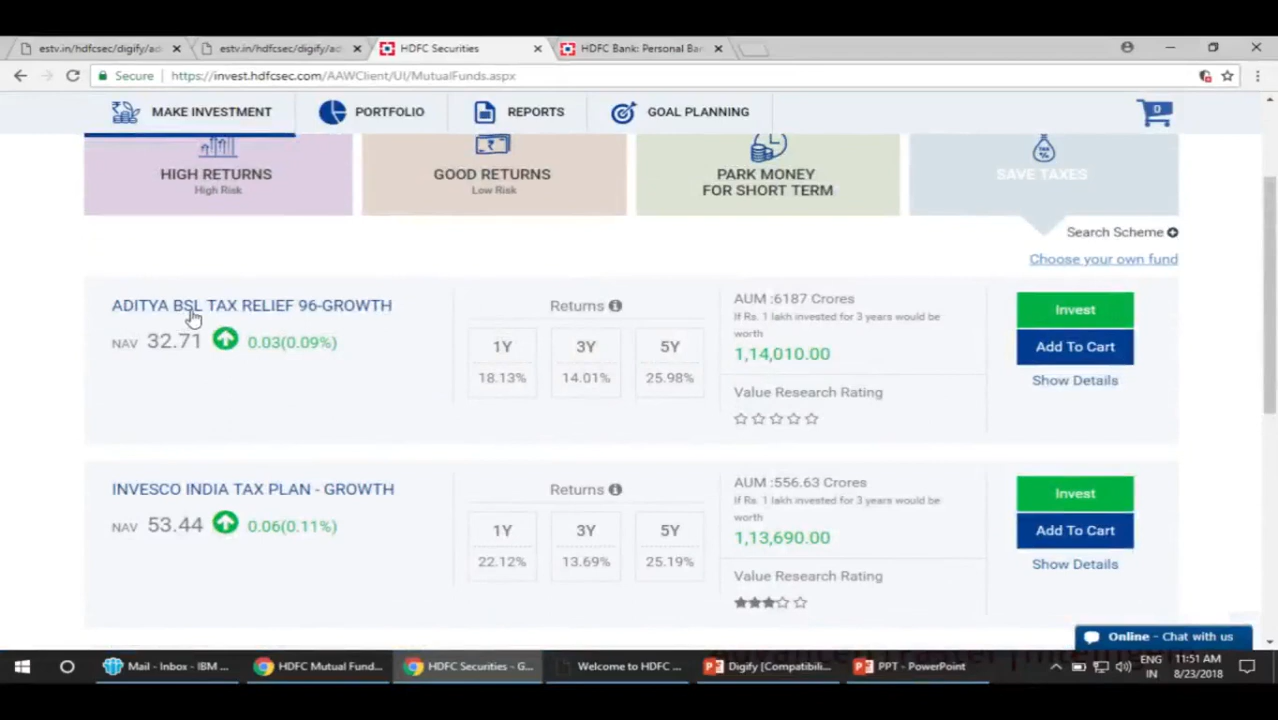 estv.in/hdfcsec/digify/ad
estv.in/hdfcsec/digify/ad
HDFC Securities
HDFC Bank: Personal Ban
Secure
https://invest.hdfcsec.com/AAWClient/UI/MutualFunds.aspx
MAKE INVESTMENT
PORTFOLIO
REPORTS
GOAL PLANNING
0
HIGH RETURNS
High Risk
GOOD RETURNS
Low Risk
PARK MONEY
FOR SHORT TERM
TAX
%
SAVE TAXES
Search Scheme
Choose your own fund
ADITYA BSL TAX RELIEF 96-GROWTH
NAV 32.71 0.03(0.09%)
Returns
1Y 3Y 5Y
18.13% 14.01% 25.98%
AUM :6187 Crores
If Rs. 1 lakh invested for 3 years would be
worth
1,14,010.00
Value Research Rating
Invest
Add To Cart
Show Details
INVESCO INDIA TAX PLAN - GROWTH
NAV 53.44 0.06(0.11%)
Returns
1Y 3Y 5Y
22.12% 13.69% 25.19%
AUM :556.63 Crores
If Rs. 1 lakh invested for 3 years would be
worth
1,13,690.00
Value Research Rating
Invest
Add To Cart
Show Details
Online - Chat with us
Mail - Inbox - IBM ...
HDFC Mutual Fund...
HDFC Securities - G...
Welcome to HDFC ...
Digify [Compatibili...
PPT - PowerPoint
ENG
IN
11:51 AM
8/23/2018